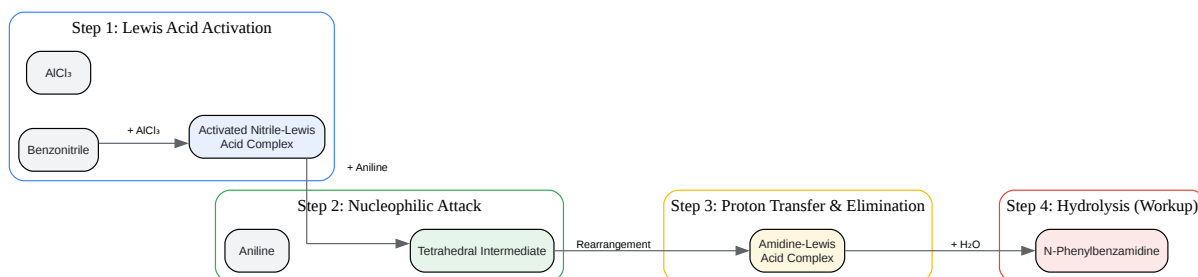 Step 1: Lewis Acid Activation
AlCl₃
Benzonitrile
+ AlCl₃
Activated Nitrile-Lewis
Acid Complex
+ Aniline
Step 2: Nucleophilic Attack
Aniline
Tetrahedral Intermediate
Rearrangement
Step 3: Proton Transfer & Elimination
Amidine-Lewis
Acid Complex
+ H₂O
Step 4: Hydrolysis (Workup)
N-Phenylbenzamidine